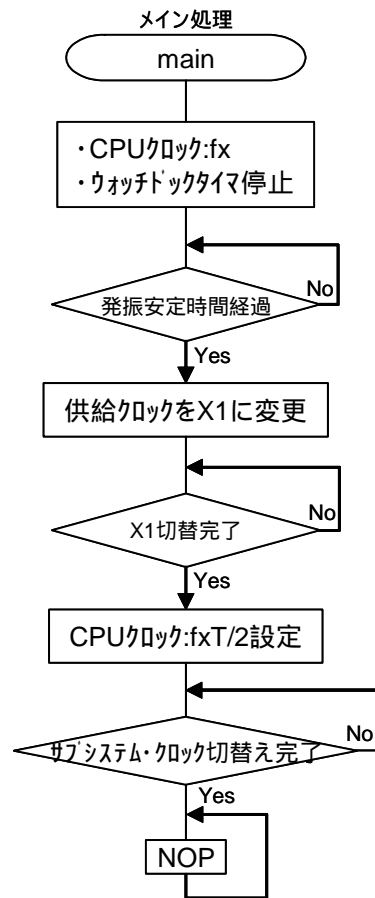 メイン処理
main
・CPUｸﾛｯｸ:fx
・ｳｫｯﾁﾄﾞｯｸﾀｲﾏ停止
No
発振安定時間経過
Yes
供給ｸﾛｯｸをX1に変更
No
X1切替完了
Yes
CPUｸﾛｯｸ:fxT/2設定
No
ｻﾌﾞｼｽﾃﾑ・ｸﾛｯｸ切替え完了
Yes
NOP